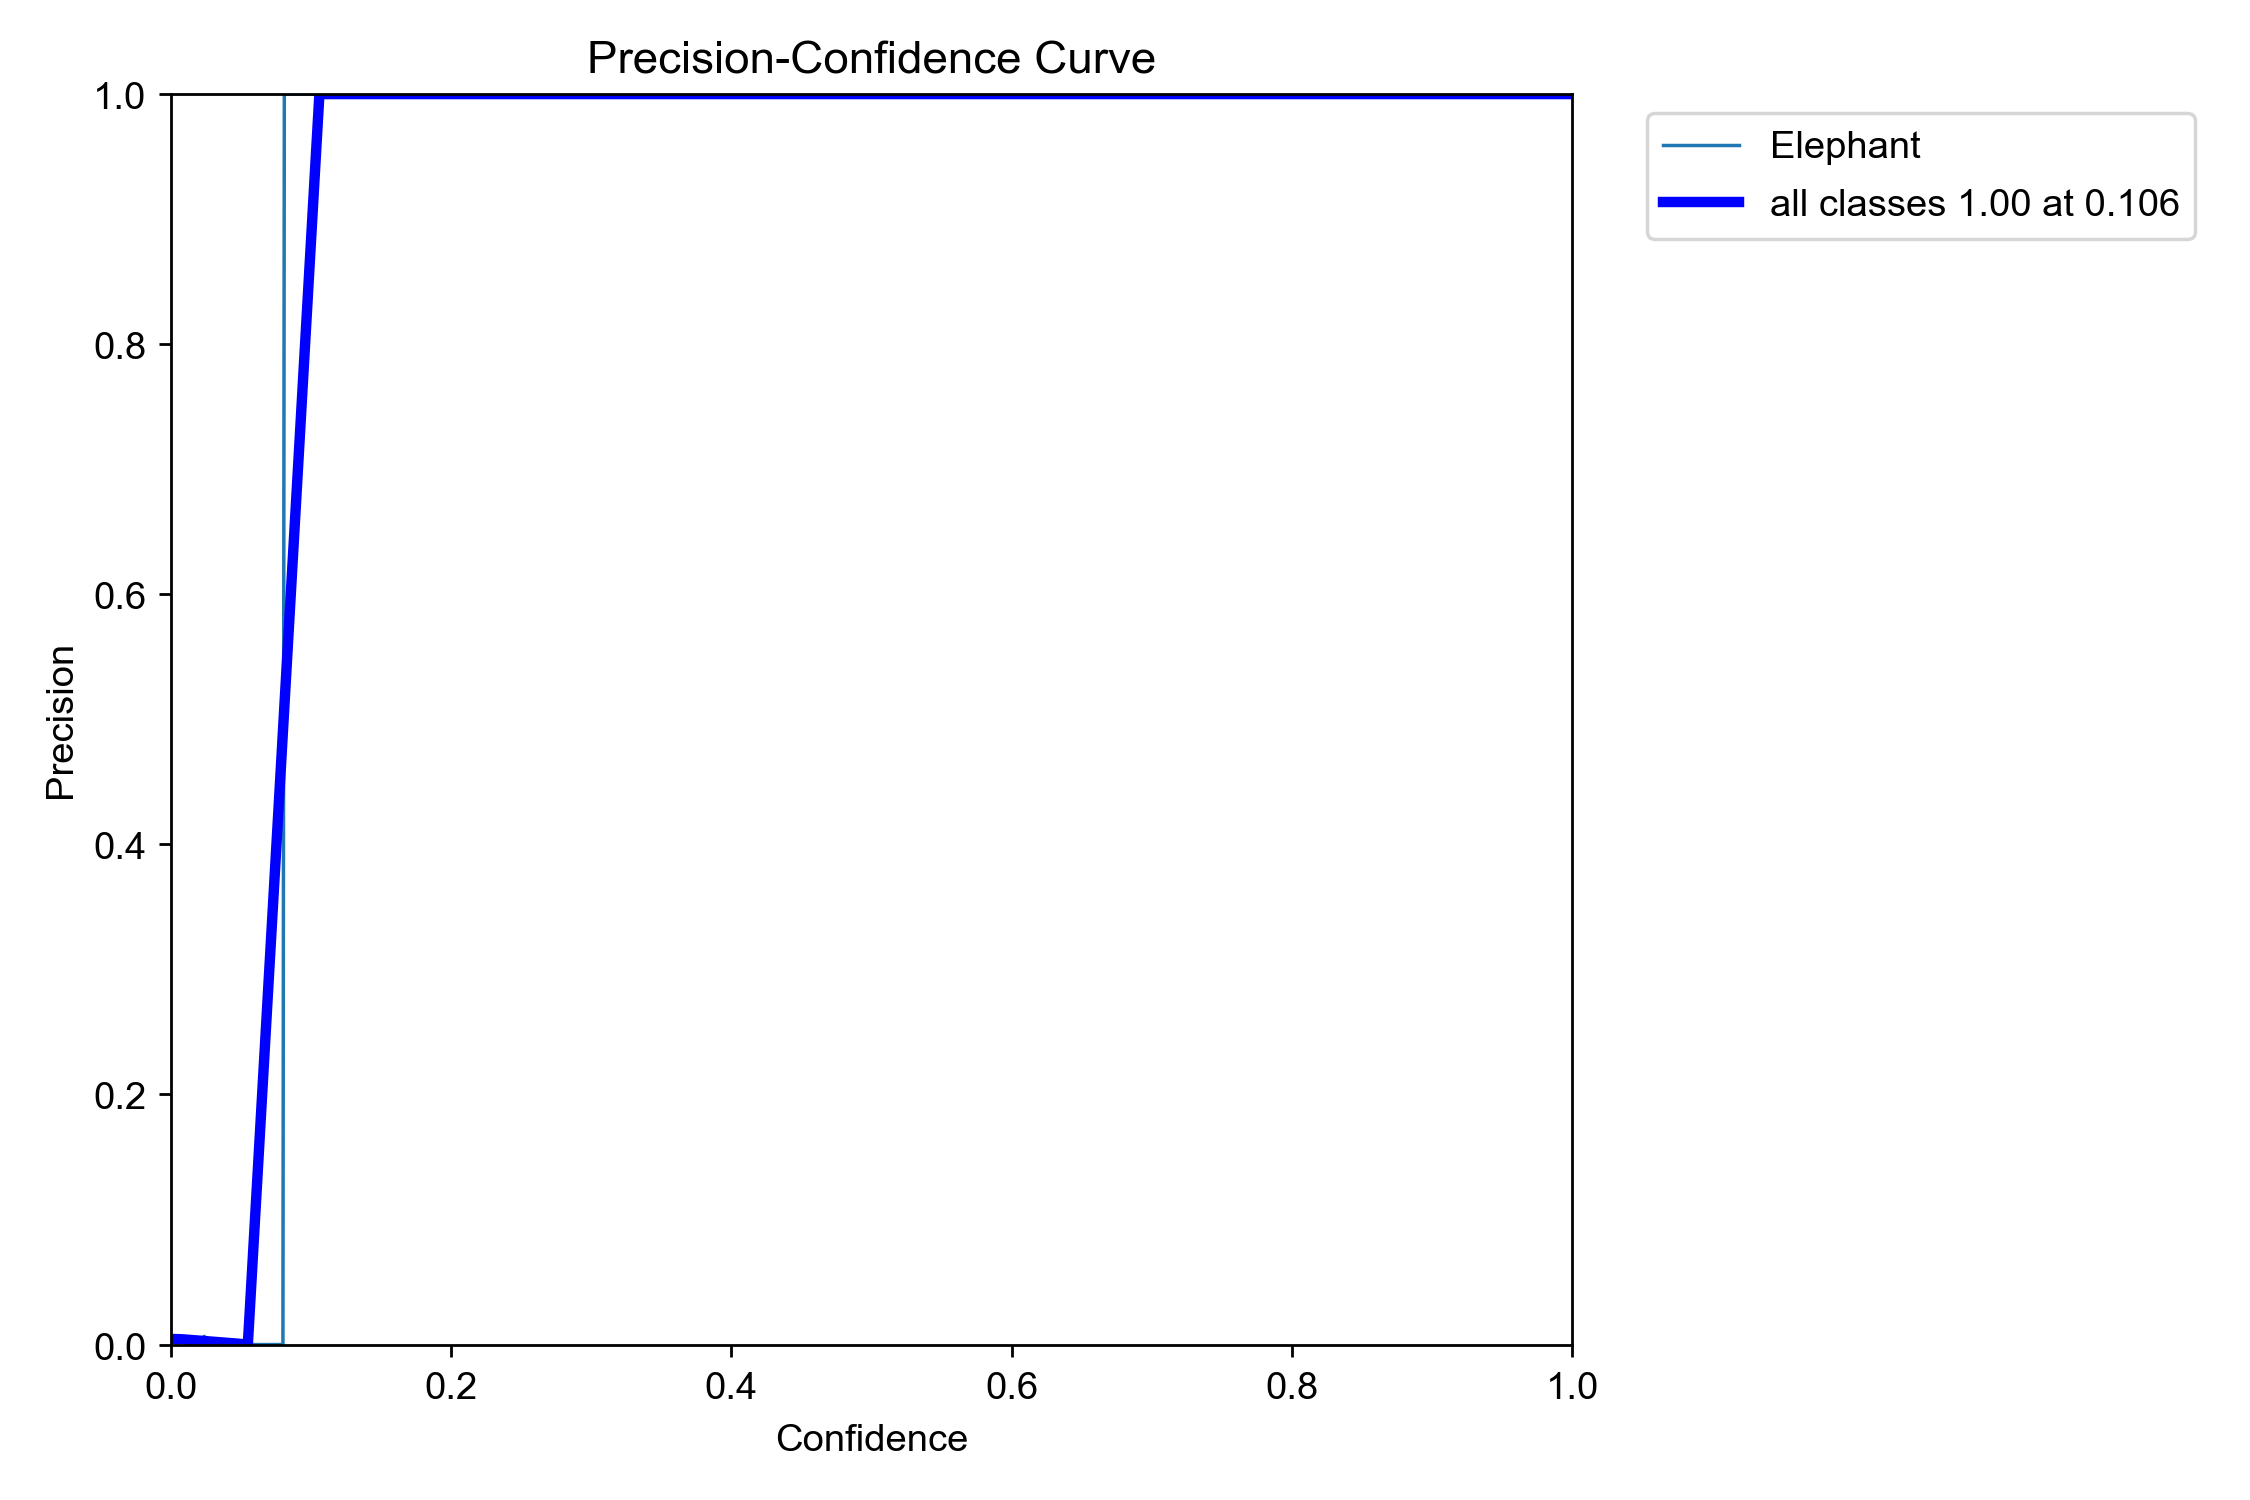 Precision-Confidence Curve
1.0
0.8
0.6
0.4
0.2
0.0
Precision
0.0 0.2 0.4 0.6 0.8 1.0
Confidence
Elephant
all classes 1.00 at 0.106